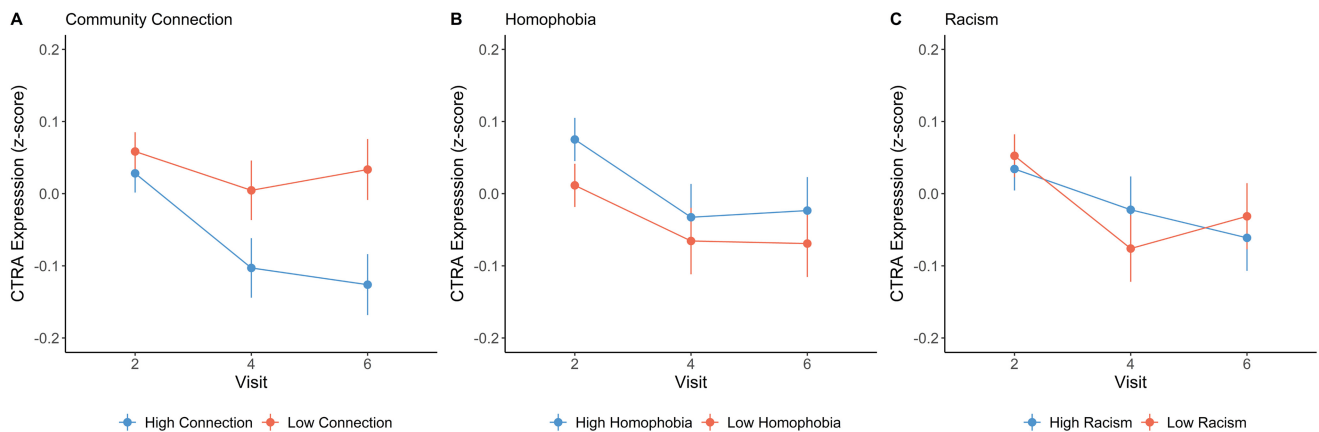 A Community Connection
CTRA Expresssion (z-score)
0.2
0.1
0.0
-0.1
-0.2
2 4 6
Visit
High Connection Low Connection
B Homophobia
CTRA Expresssion (z-score)
0.2
0.1
0.0
-0.1
-0.2
2 4 6
Visit
High Homophobia Low Homophobia
C Racism
CTRA Expresssion (z-score)
0.2
0.1
0.0
-0.1
-0.2
2 4 6
Visit
High Racism Low Racism